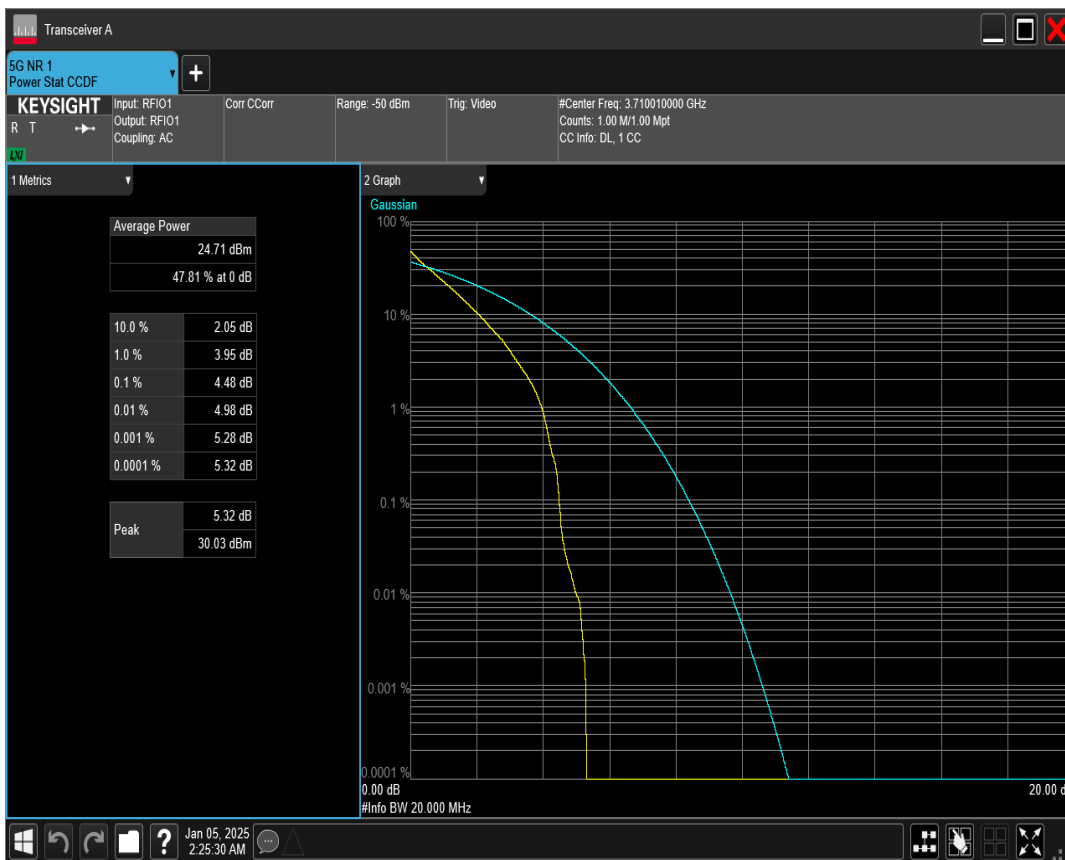 Transceiver A
5G NR 1
Power Stat CCDF
+
KEYSIGHT
R T
LXI
Input: RFIO1
Output: RFIO1
Coupling: AC
Corr CCorr
Range: -50 dBm
Trig: Video
#Center Freq: 3.710010000 GHz
Counts: 1.00 M/1.00 Mpt
CC Info: DL, 1 CC
1 Metrics
Average Power
24.71 dBm
47.81 % at 0 dB
10.0 % 2.05 dB
1.0 % 3.95 dB
0.1 % 4.48 dB
0.01 % 4.98 dB
0.001 % 5.28 dB
0.0001 % 5.32 dB
Peak
5.32 dB
30.03 dBm
2 Graph
Gaussian
100 %
10 %
1 %
0.1 %
0.01 %
0.001 %
0.0001 %
0.00 dB
20.00 d
#Info BW 20.000 MHz
?
Jan 05, 2025
2:25:30 AM